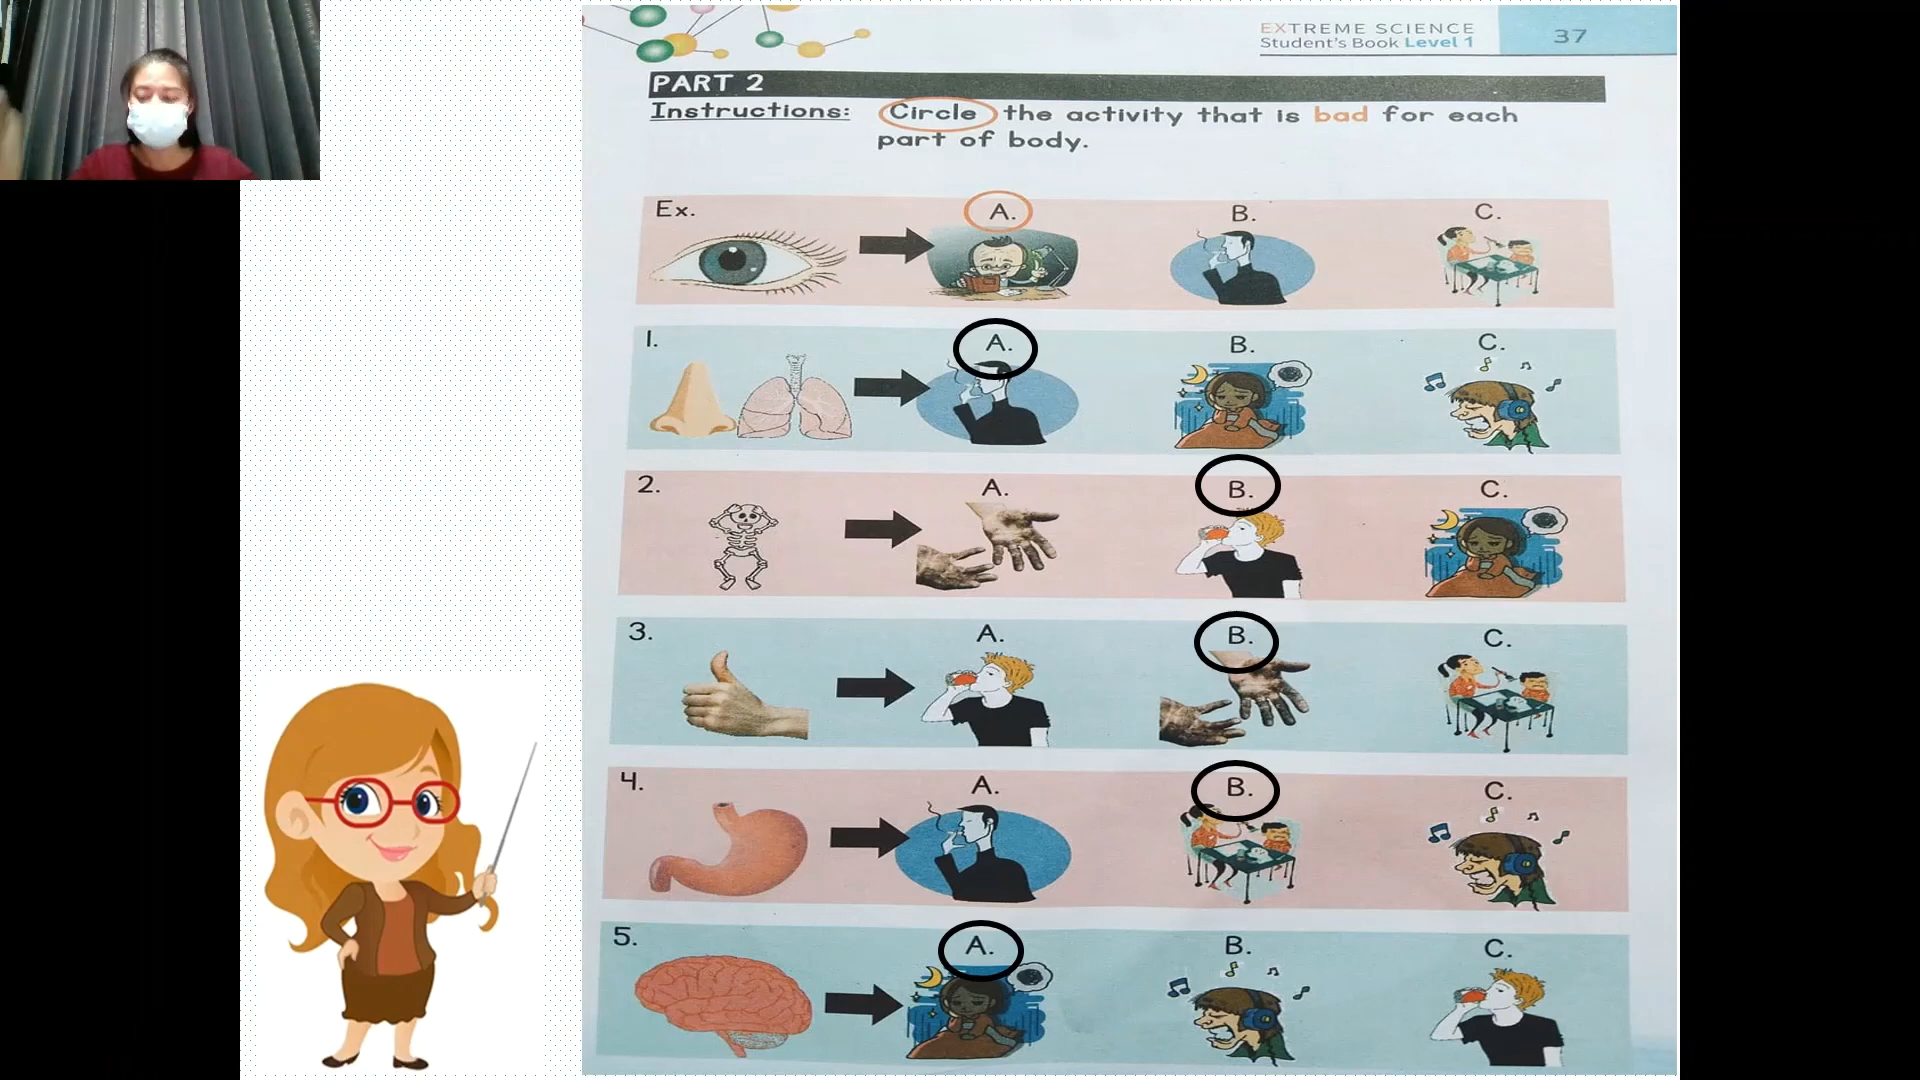 EXTREME SCIENCE
Student's Book Level 1
37
PART 2
Instructions: Circle the activity that is bad for each
part of body.
Ex. A. B. C.
1. A. B. C.
2. A. B. C.
3. A. B. C.
4. A. B. C.
5. A. B. C.